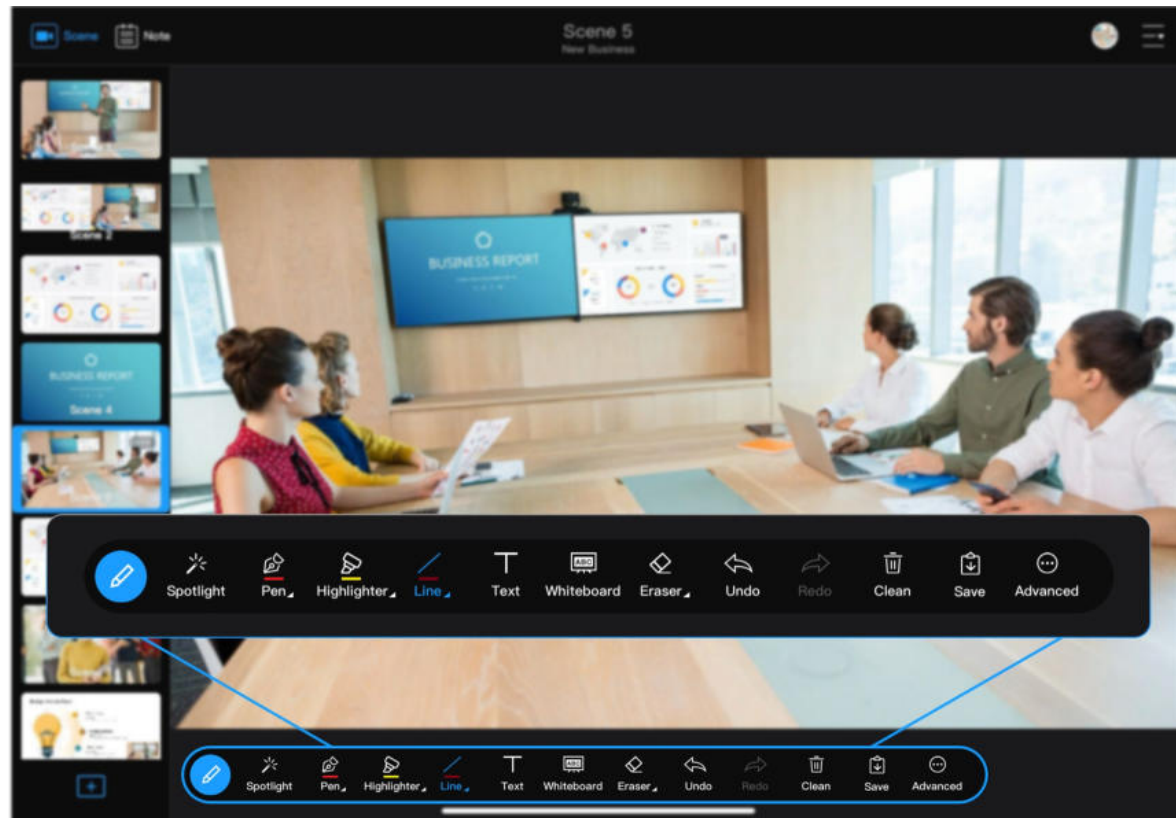 Scene
Note
Scene 5
New Business
Scene 2
BUSINESS REPORT
Scene 4
BUSINESS REPORT
Spotlight
Pen
Highlighter
Line
Text
ABC
Whiteboard
Eraser
Undo
Redo
Clean
Save
Advanced
Spotlight
Pen
Highlighter
Line
Text
ABC
Whiteboard
Eraser
Undo
Redo
Clean
Save
Advanced